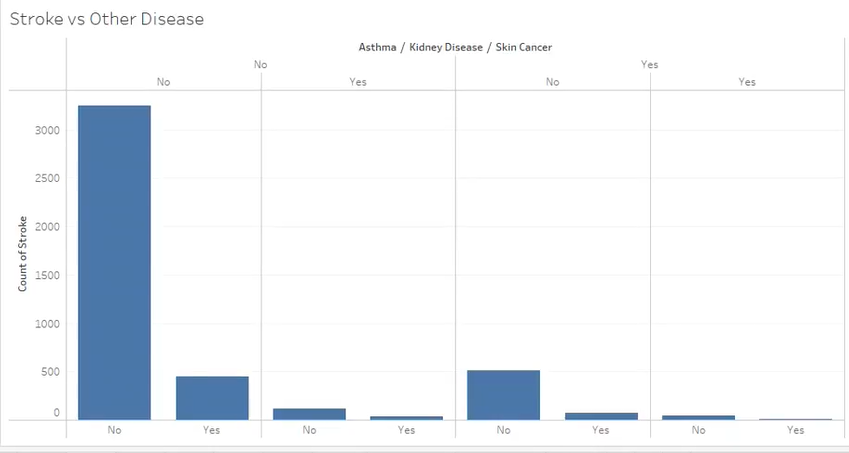 Stroke vs Other Disease
Asthma / Kidney Disease / Skin Cancer
No Yes
No Yes No Yes
3000
2500
2000
1500
1000
500
0
Count of Stroke
No Yes No Yes No Yes No Yes